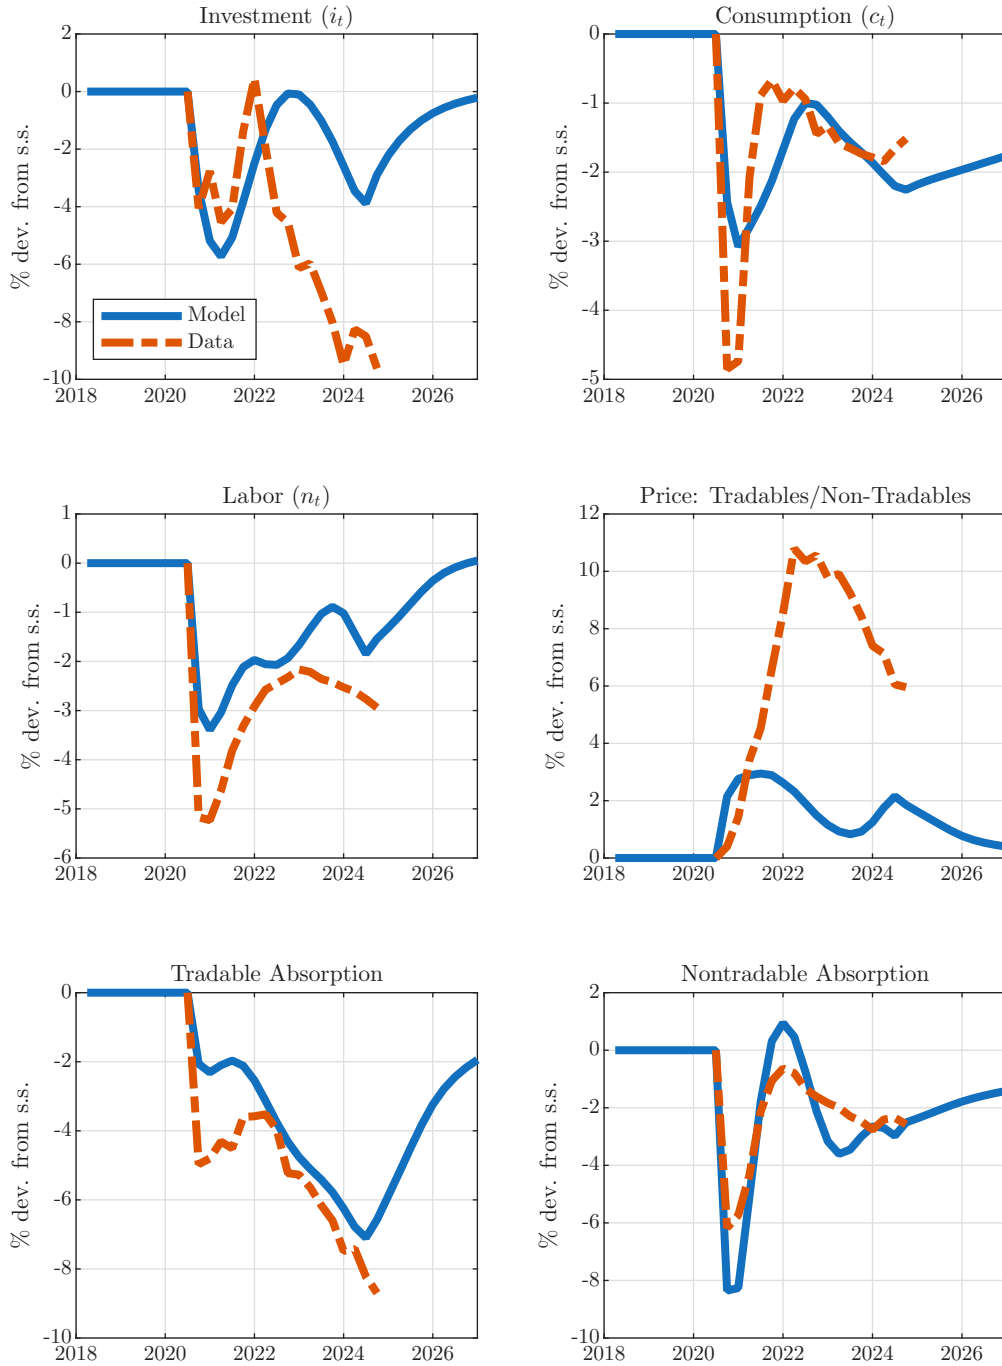 Investment (i_t)
% dev. from s.s.
2
0
-2
-4
-6
-8
-10
2018 2020 2022 2024 2026
Model
Data
Consumption (c_t)
% dev. from s.s.
0
-1
-2
-3
-4
-5
2018 2020 2022 2024 2026
Labor (n_t)
% dev. from s.s.
1
0
-1
-2
-3
-4
-5
-6
2018 2020 2022 2024 2026
Price: Tradables/Non-Tradables
% dev. from s.s.
12
10
8
6
4
2
0
2018 2020 2022 2024 2026
Tradable Absorption
% dev. from s.s.
0
-2
-4
-6
-8
-10
2018 2020 2022 2024 2026
Nontradable Absorption
% dev. from s.s.
2
0
-2
-4
-6
-8
-10
2018 2020 2022 2024 2026